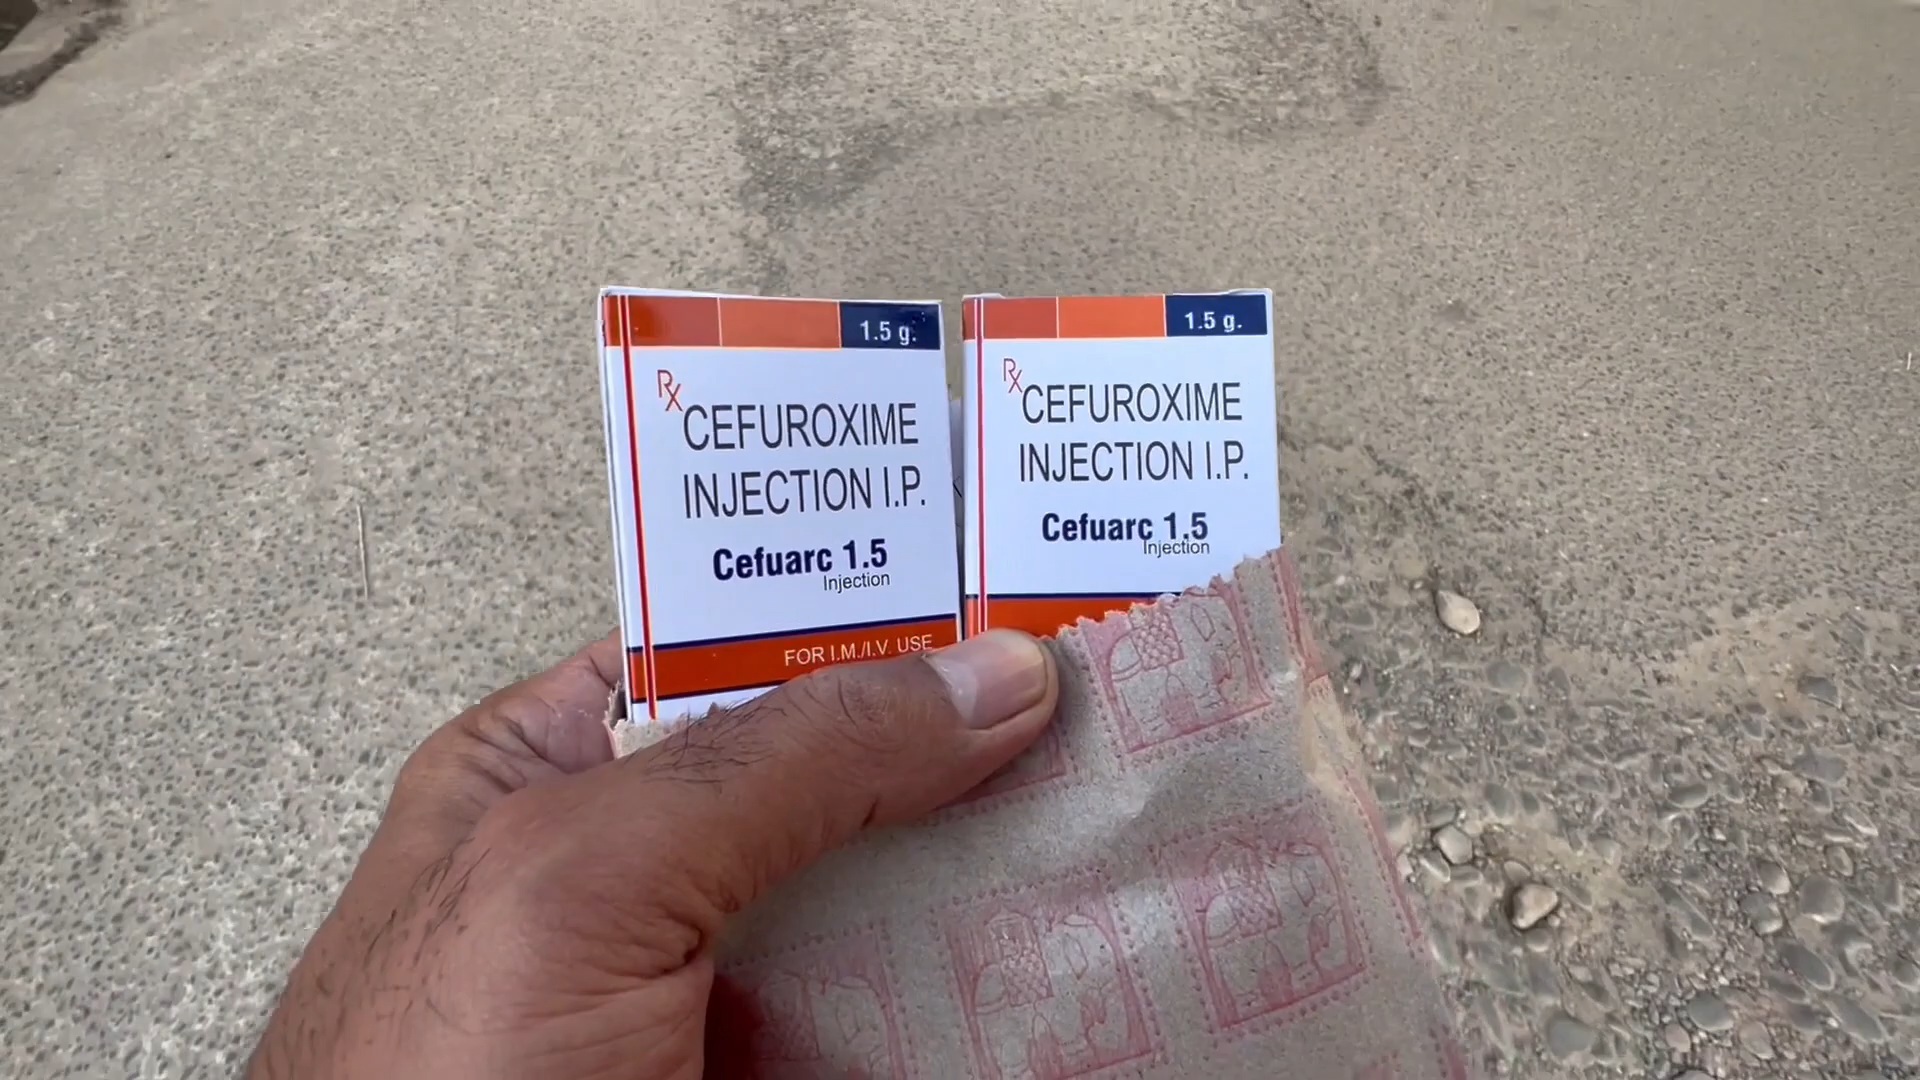 1.5 g.
Rx
CEFUROXIME
INJECTION I.P.
Cefuarc 1.5
Injection
FOR I.M./I.V. USE
1.5 g.
Rx
CEFUROXIME
INJECTION I.P.
Cefuarc 1.5
Injection